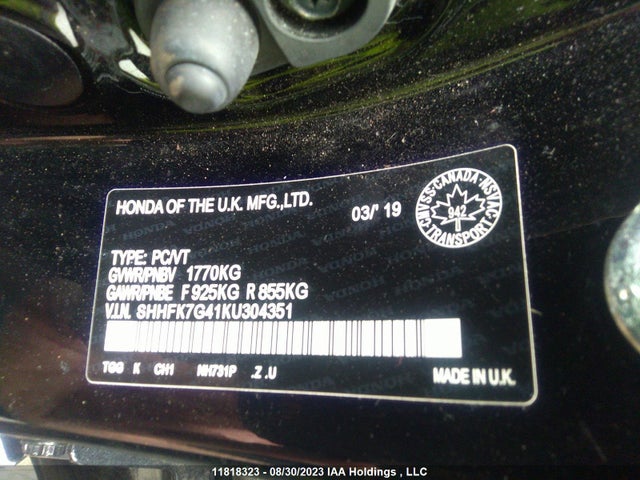 HONDA OF THE U.K. MFG.,LTD.
03/' 19
CMVSS-CANADA-NSVAC
942
TRANSPORT
TYPE: PC/VT
GVWR/PNBV 1770KG
GAWR/PNBE F 925KG R 855KG
V.I.N. SHHFK7G41KU304351
TGG K CH1 NH731P .Z .U
MADE IN U.K.
11818323 - 08/30/2023 IAA Holdings , LLC